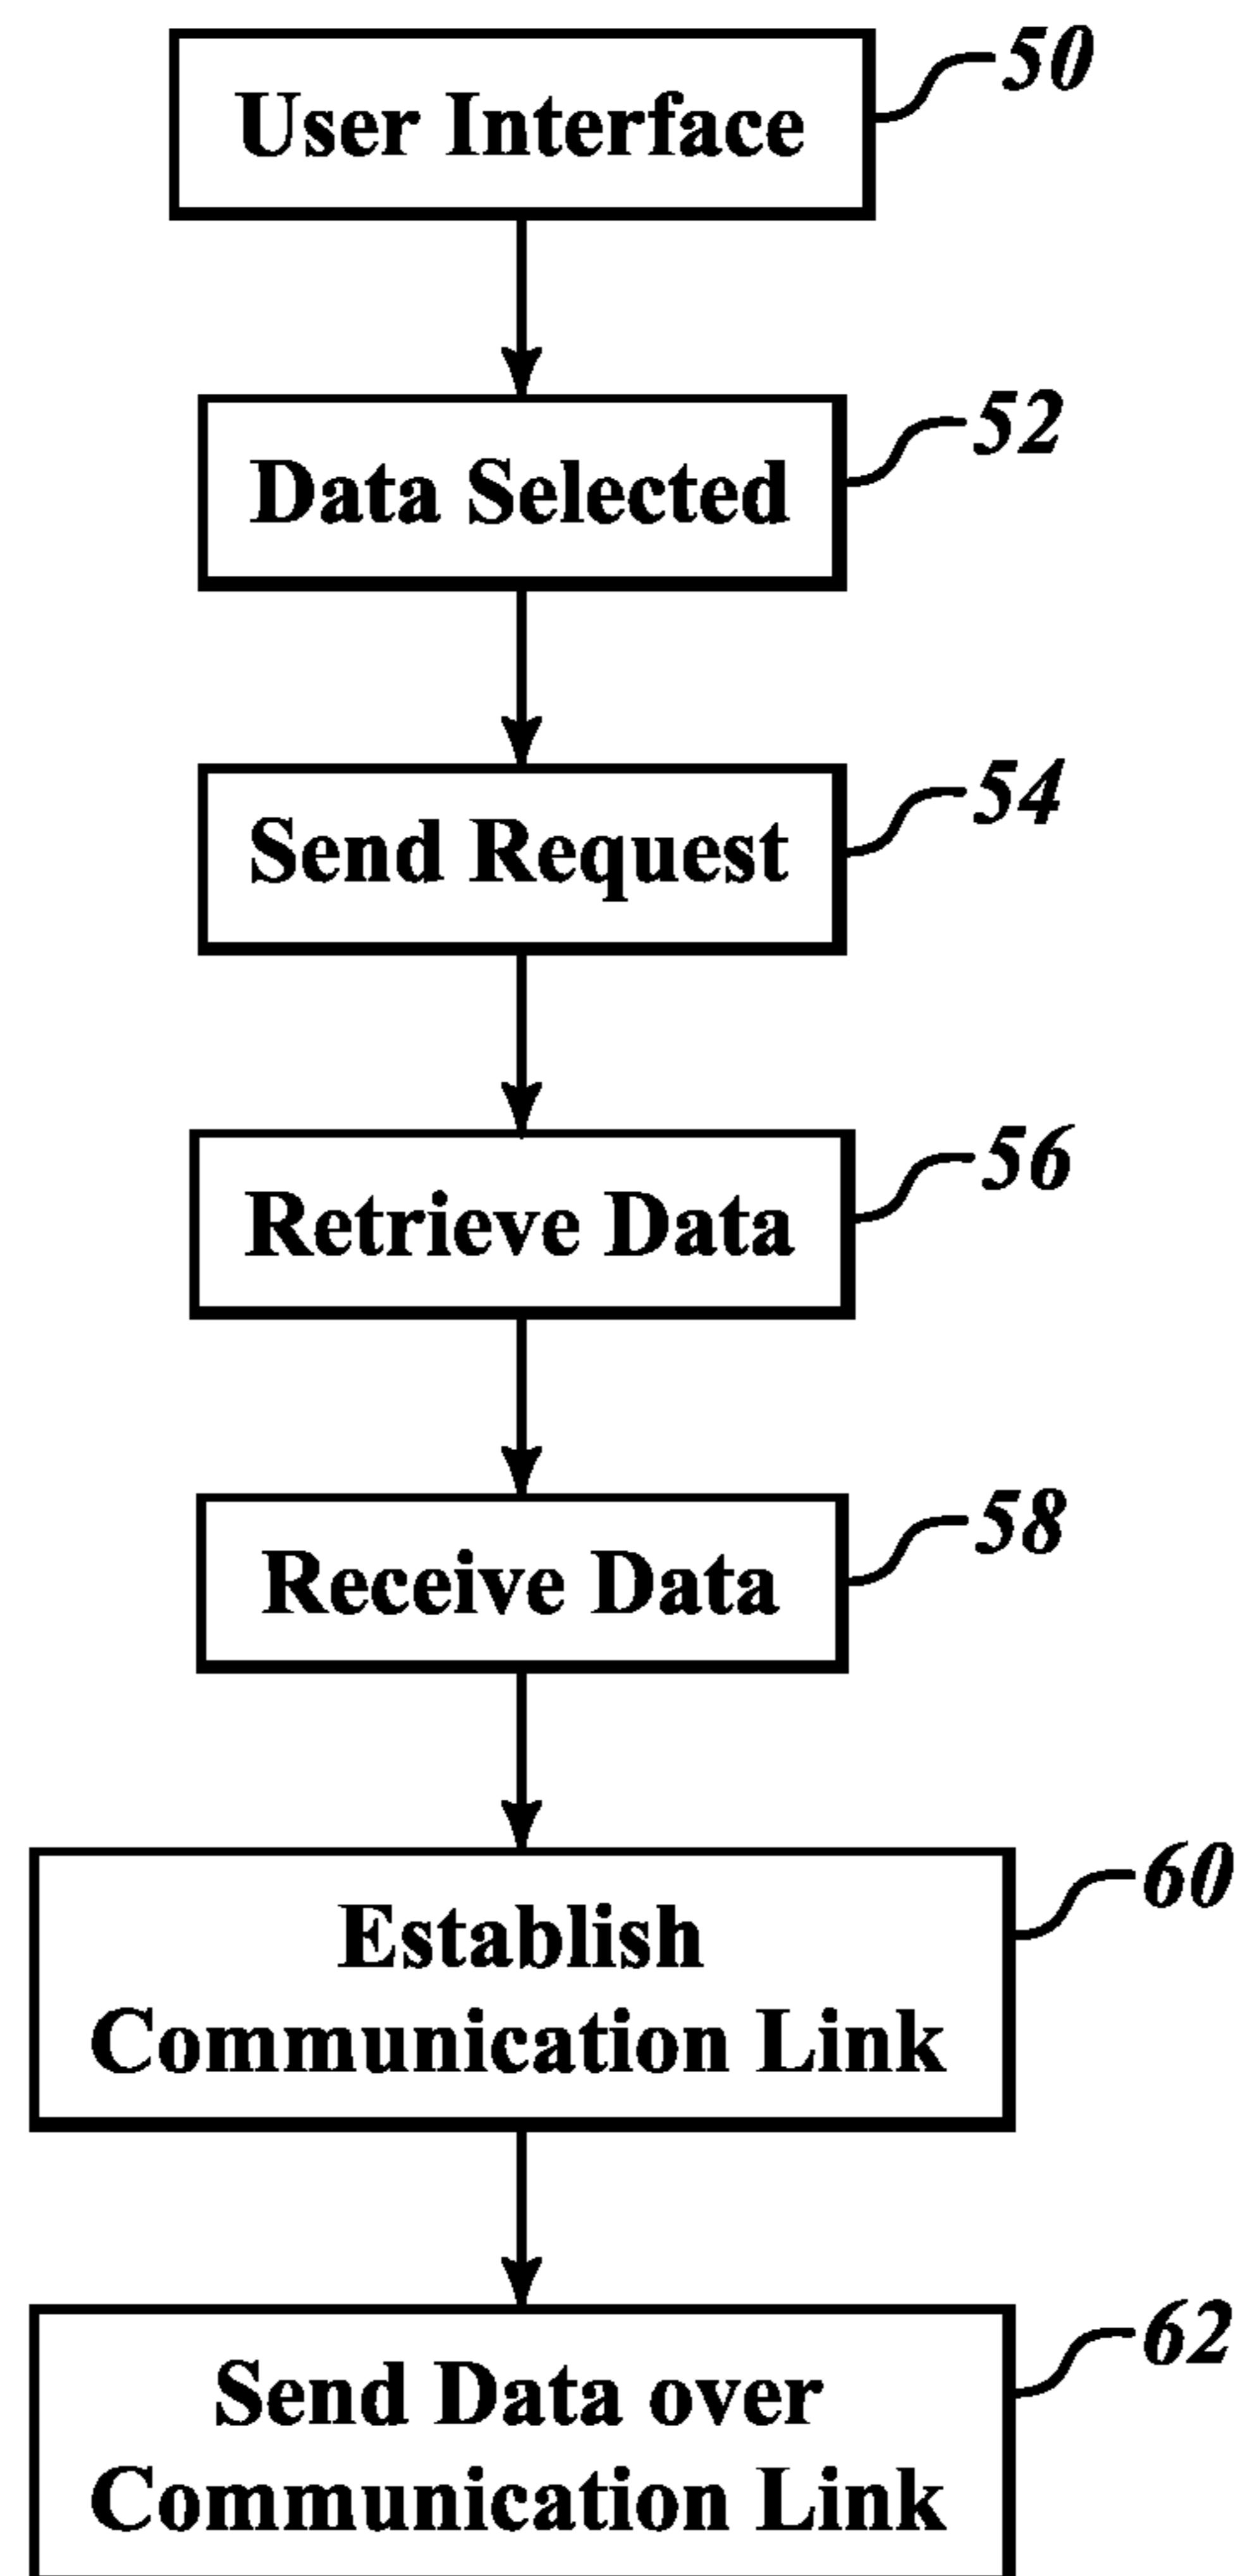 User Interface
50
Data Selected
52
Send Request
54
Retrieve Data
56
Receive Data
58
Establish
Communication Link
60
Send Data over
Communication Link
62